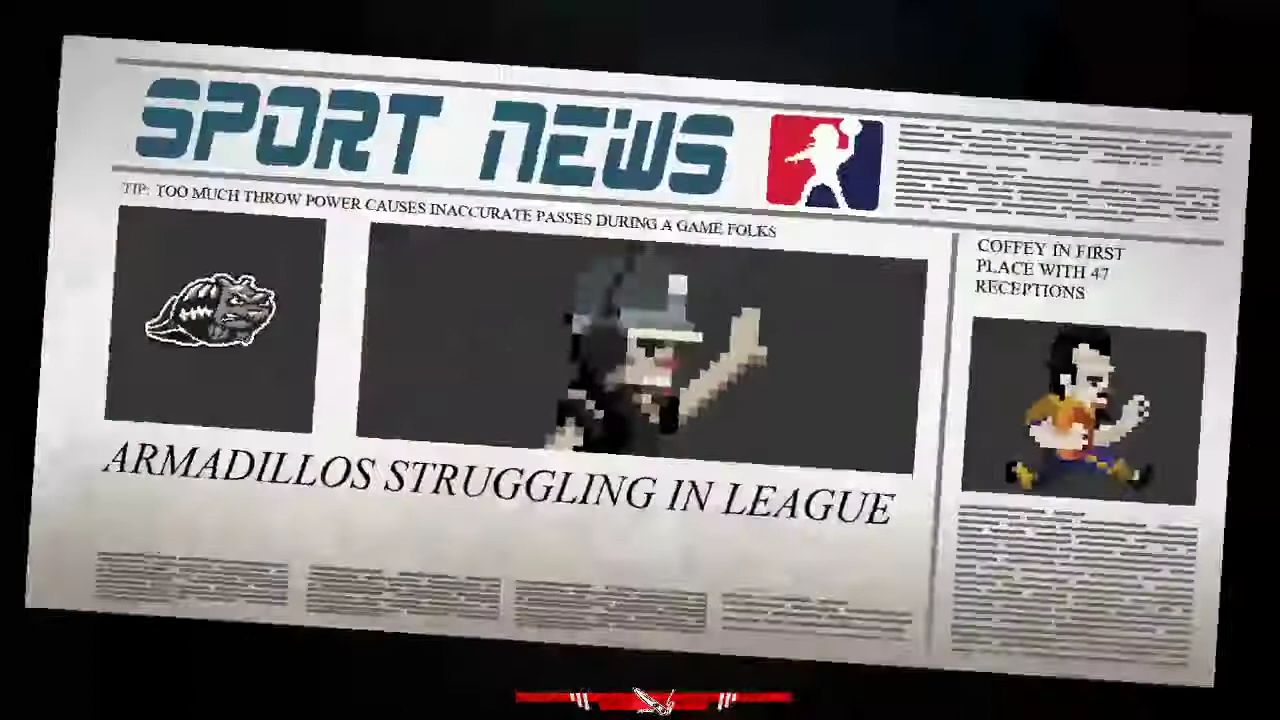 SPORT NEWS
TIP: TOO MUCH THROW POWER CAUSES INACCURATE PASSES DURING A GAME FOLKS
COFFEY IN FIRST
PLACE WITH 47
RECEPTIONS
ARMADILLOS STRUGGLING IN LEAGUE